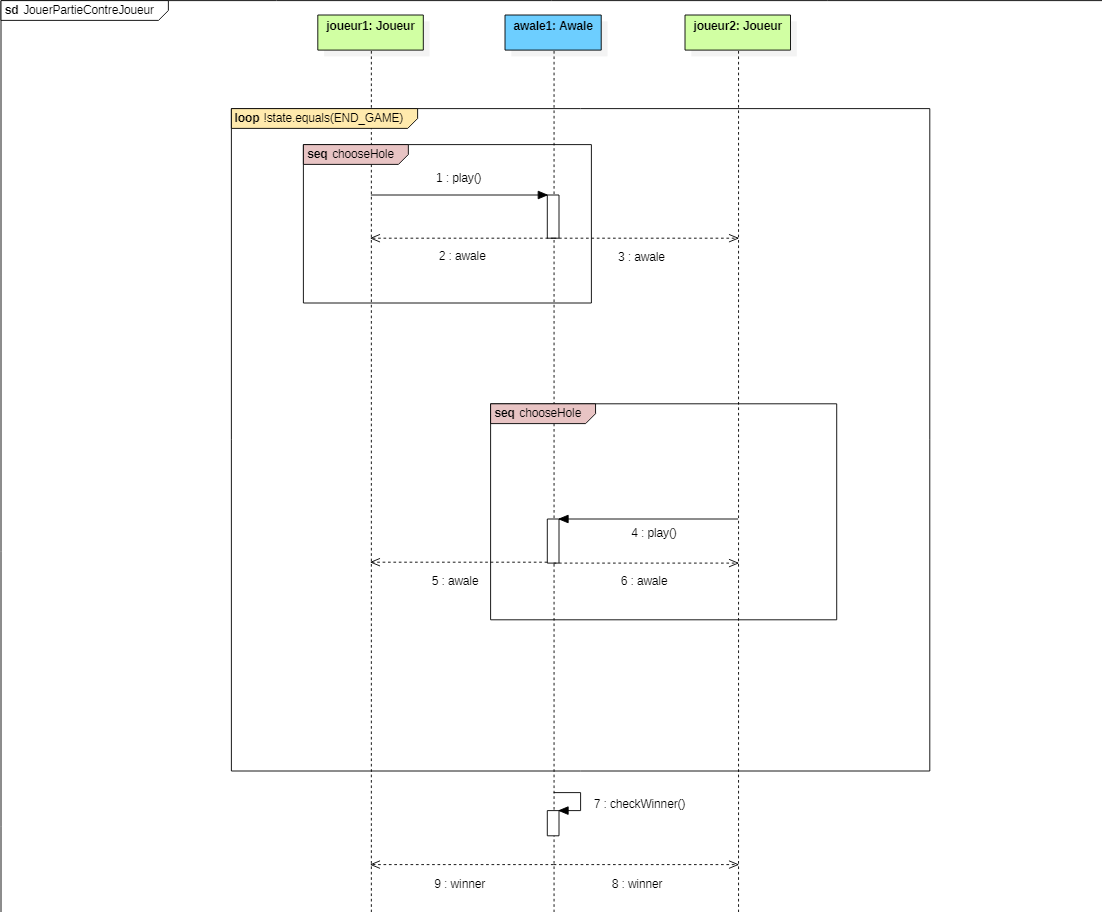 sd JouerPartieContreJoueur
joueur1: Joueur
awale1: Awale
joueur2: Joueur
loop !state.equals(END_GAME)
seq chooseHole
1 : play()
2 : awale
3 : awale
seq chooseHole
4 : play()
5 : awale
6 : awale
7 : checkWinner()
9 : winner
8 : winner